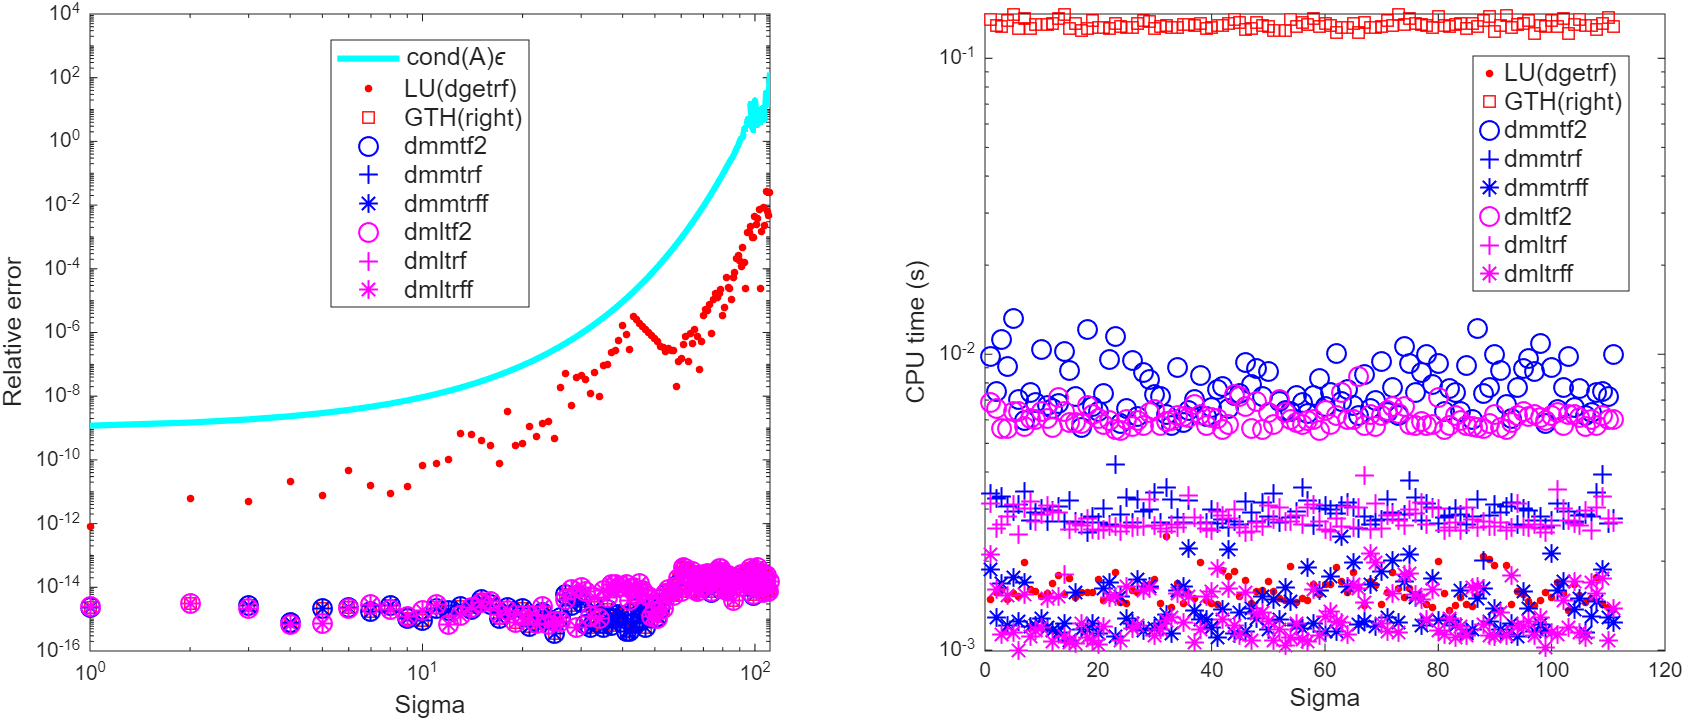 Relative error
10^4
10^2
10^0
10^-2
10^-4
10^-6
10^-8
10^-10
10^-12
10^-14
10^-16
10^0
10^1
10^2
Sigma
cond(A)ϵ
LU(dgetrf)
GTH(right)
dmmtf2
dmmtrf
dmmtrff
dmltf2
dmltrf
dmltrff
CPU time (s)
10^-1
10^-2
10^-3
0
20
40
60
80
100
120
Sigma
LU(dgetrf)
GTH(right)
dmmtf2
dmmtrf
dmmtrff
dmltf2
dmltrf
dmltrff